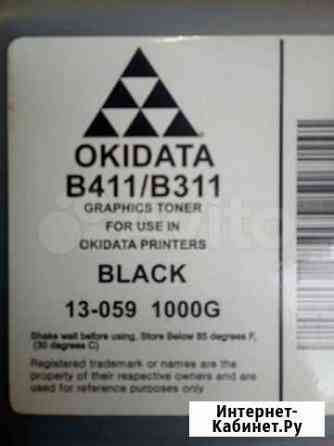 OKIDATA
B411/B311
GRAPHICS TONER
FOR USE IN
OKIDATA PRINTERS
BLACK
13-059 1000G
Shake well before using. Store Below 85 degrees F,
(30 degrees C)
Registered trademark or names are the
property of their respective owners and are
used for reference purposes only
Avito
Интернет-
Кабинет.Ру